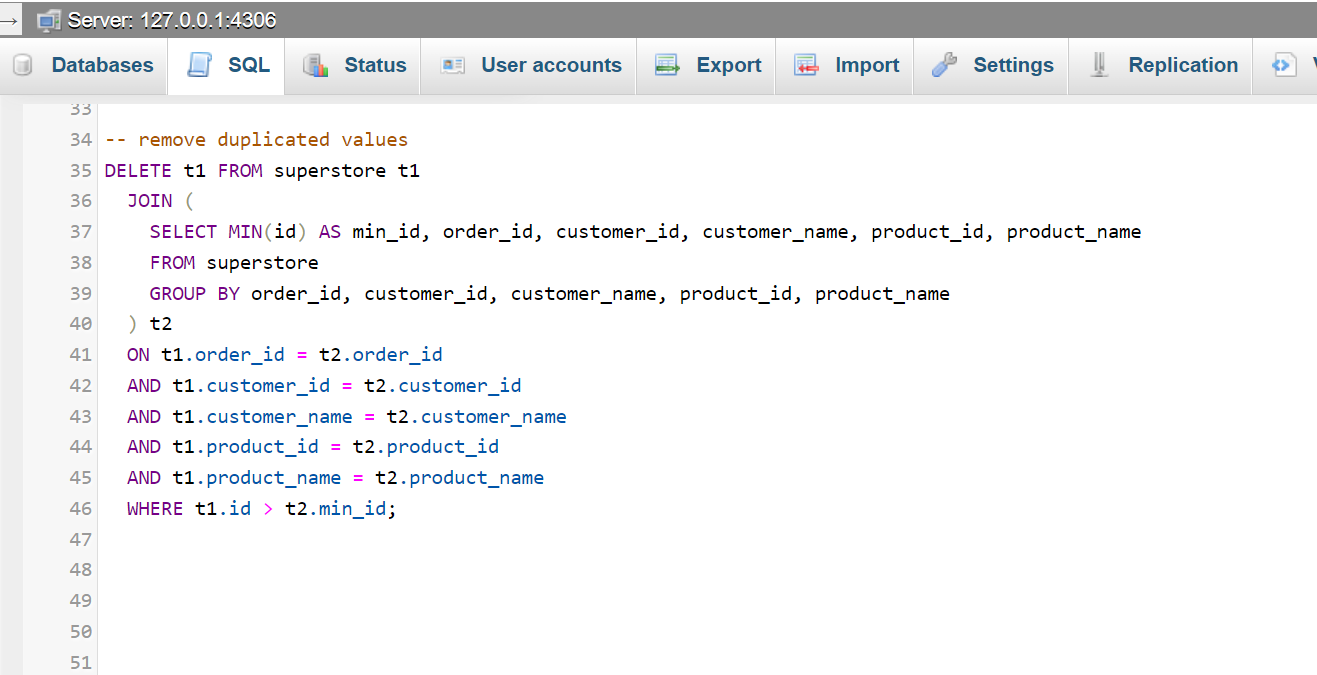 → Server: 127.0.0.1:4306
Databases SQL Status User accounts Export Import Settings Replication
33
34 -- remove duplicated values
35 DELETE t1 FROM superstore t1
36 JOIN (
37 SELECT MIN(id) AS min_id, order_id, customer_id, customer_name, product_id, product_name
38 FROM superstore
39 GROUP BY order_id, customer_id, customer_name, product_id, product_name
40 ) t2
41 ON t1.order_id = t2.order_id
42 AND t1.customer_id = t2.customer_id
43 AND t1.customer_name = t2.customer_name
44 AND t1.product_id = t2.product_id
45 AND t1.product_name = t2.product_name
46 WHERE t1.id > t2.min_id;
47
48
49
50
51